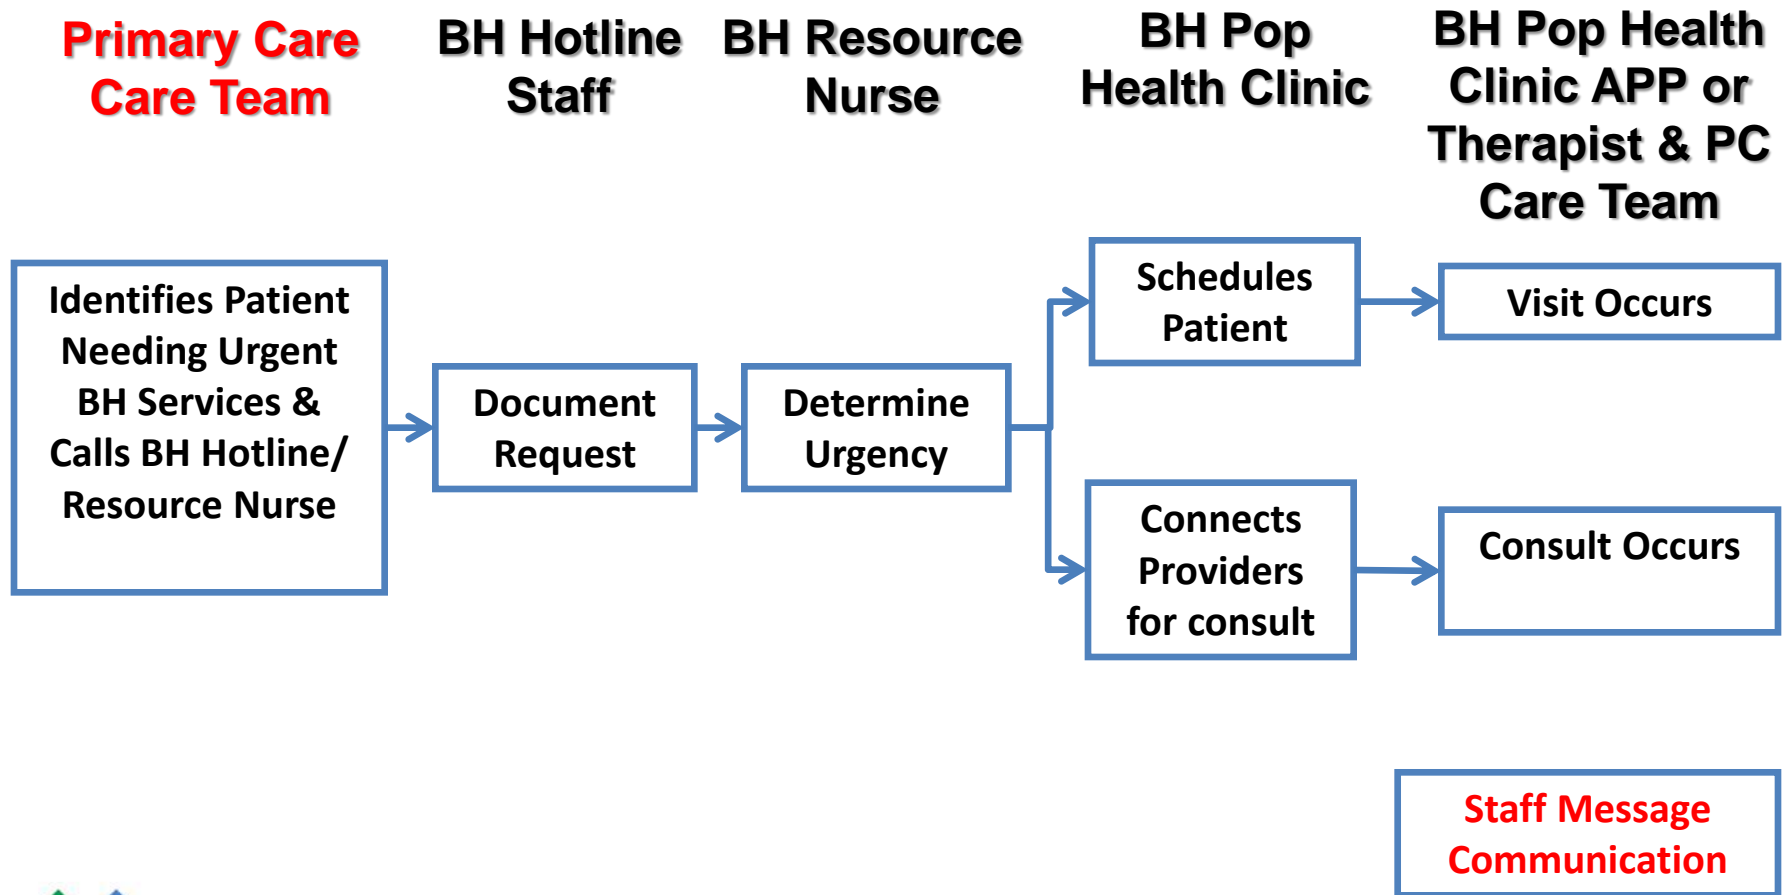 Primary Care
Care Team
BH Hotline
Staff
BH Resource
Nurse
BH Pop
Health Clinic
BH Pop Health
Clinic APP or
Therapist & PC
Care Team
Identifies Patient
Needing Urgent
BH Services &
Calls BH Hotline/
Resource Nurse
Document
Request
Determine
Urgency
Schedules
Patient
Visit Occurs
Connects
Providers
for consult
Consult Occurs
Staff Message
Communication